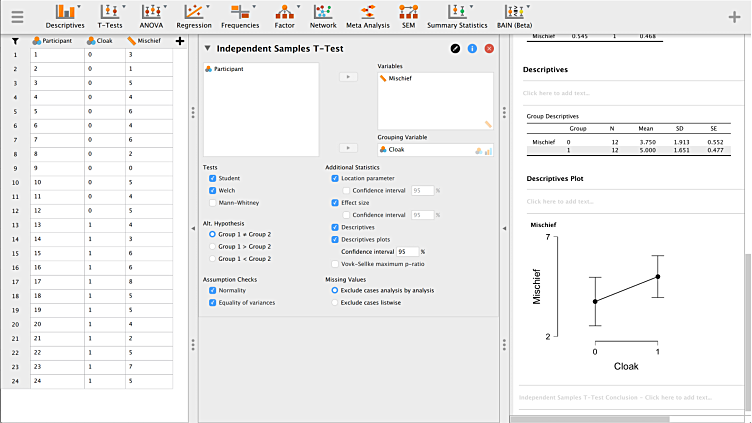 Descriptives T-Tests ANOVA Regression Frequencies Factor Network Meta Analysis SEM Summary Statistics BAIN (Beta)
Participant Cloak Mischief
1 1 0 3
2 2 0 1
3 3 0 5
4 4 0 4
5 5 0 6
6 6 0 4
7 7 0 6
8 8 0 2
9 9 0 0
10 10 0 5
11 11 0 4
12 12 0 5
13 13 1 4
14 14 1 3
15 15 1 6
16 16 1 6
17 17 1 8
18 18 1 5
19 19 1 5
20 20 1 4
21 21 1 2
22 22 1 5
23 23 1 7
24 24 1 5
Independent Samples T-Test
Participant
Variables
Mischief
Grouping Variable
Cloak
Tests
Student
Welch
Mann-Whitney
Alt. Hypothesis
Group 1 ≠ Group 2
Group 1 > Group 2
Group 1 < Group 2
Assumption Checks
Normality
Equality of variances
Additional Statistics
Location parameter
Confidence interval 95 %
Effect size
Confidence interval 95 %
Descriptives
Descriptives plots
Confidence interval 95 %
Vovk-Sellke maximum p-ratio
Missing Values
Exclude cases analysis by analysis
Exclude cases listwise
Mischief 0.545 1 0.468
Descriptives
Click here to add text...
Group Descriptives
Group N Mean SD SE
Mischief 0 12 3.750 1.913 0.552
1 12 5.000 1.651 0.477
Descriptives Plot
Click here to add text...
Mischief
7
Mischief
2
0 1
Cloak
Independent Samples T-Test Conclusion - Click here to add text...